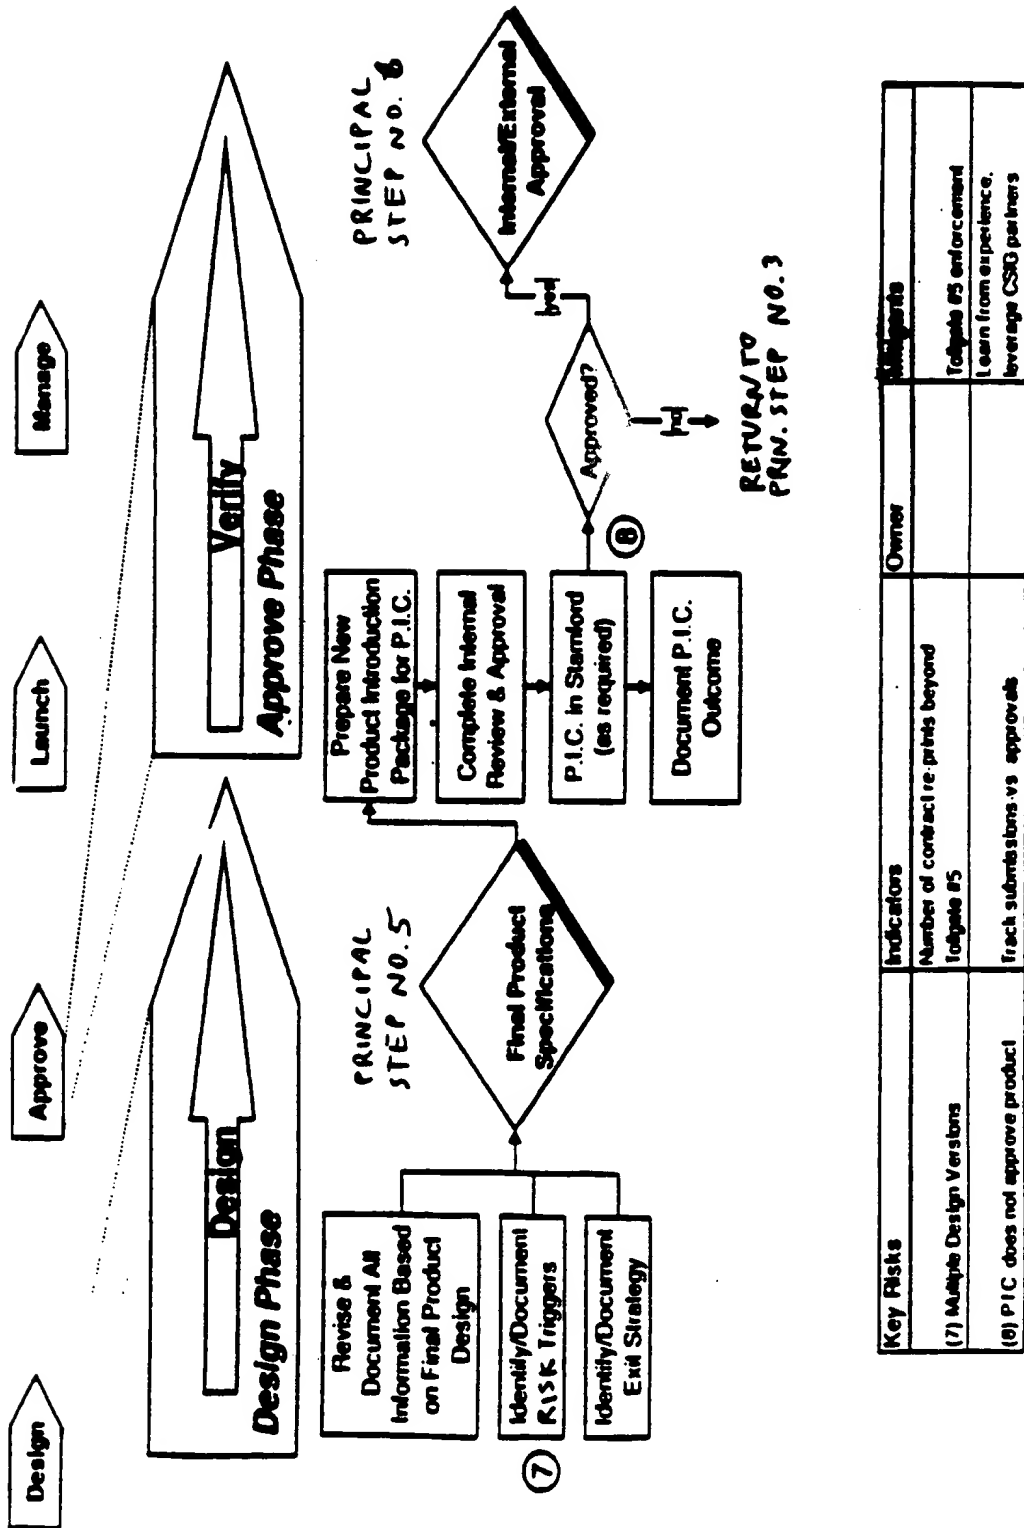 Design
Approve
Launch
Manage
Design
Design Phase
Verify
Approve Phase
Revise &
Document All
Information Based
on Final Product
Design
Identify/Document
RISK Triggers
7
Identify/Document
Exit Strategy
PRINCIPAL
STEP NO. 5
Final Product
Specifications
Prepare New
Product Introduction
Package for P.I.C.
Complete Internal
Review & Approval
P.I.C. in Stamford
(as required)
Document P.I.C.
Outcome
8
Approved?
yes
no
RETURN TO
PRIN. STEP NO. 3
PRINCIPAL
STEP NO. 6
Internal/External
Approval
Key Risks
Indicators
Owner
(7) Multiple Design Versions
Number of contract re-prints beyond
Tollgate #5
Tollgate #5 enforcement
(8) PIC does not approve product
Track submissions vs approvals
Learn from experience.
leverage CSIG partners